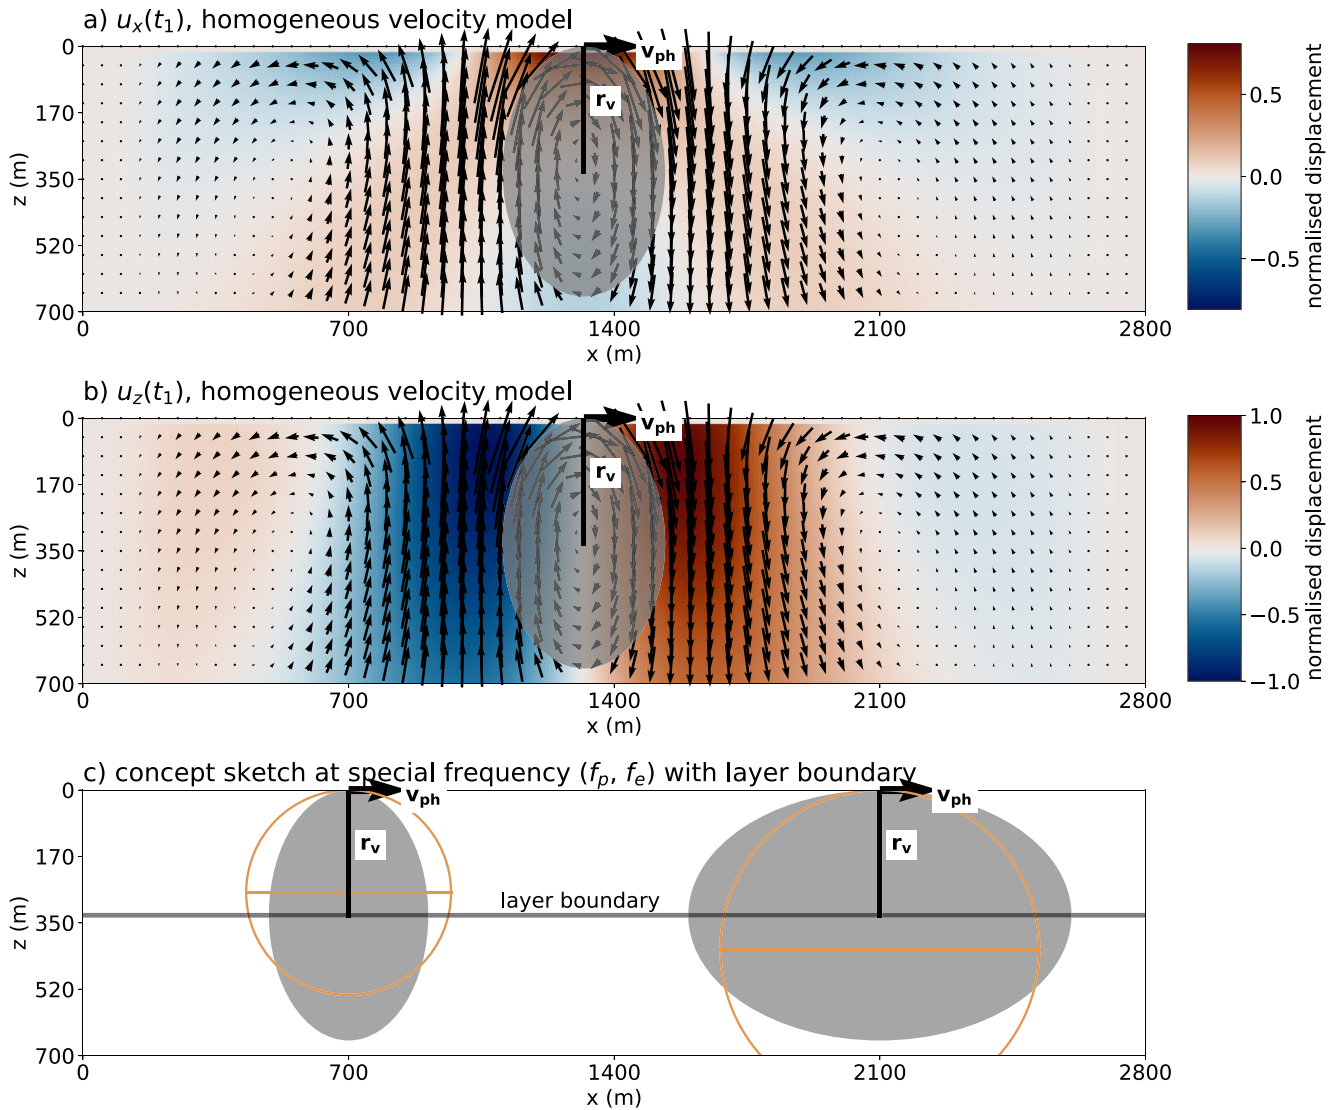 a) uₓ(t₁), homogeneous velocity model
0
170
350
520
700
z (m)
v_ph
r_v
0 700 1400 2100 2800
x (m)
0.5
0.0
−0.5
normalised displacement
b) u_z(t₁), homogeneous velocity model
0
170
350
520
700
z (m)
v_ph
r_v
0 700 1400 2100 2800
x (m)
1.0
0.5
0.0
−0.5
−1.0
normalised displacement
c) concept sketch at special frequency (f_p, f_e) with layer boundary
0
170
350
520
700
z (m)
v_ph
r_v
layer boundary
v_ph
r_v
0 700 1400 2100 2800
x (m)